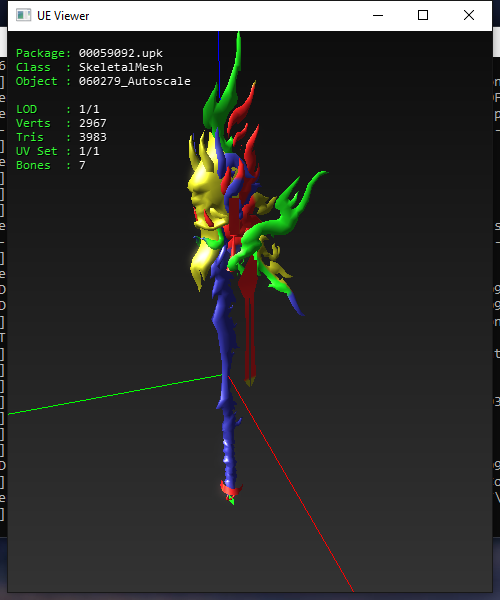 UE Viewer
Package: 00059092.upk
Class  : SkeletalMesh
Object : 060279_Autoscale
LOD    : 1/1
Verts  : 2967
Tris   : 3983
UV Set : 1/1
Bones  : 7